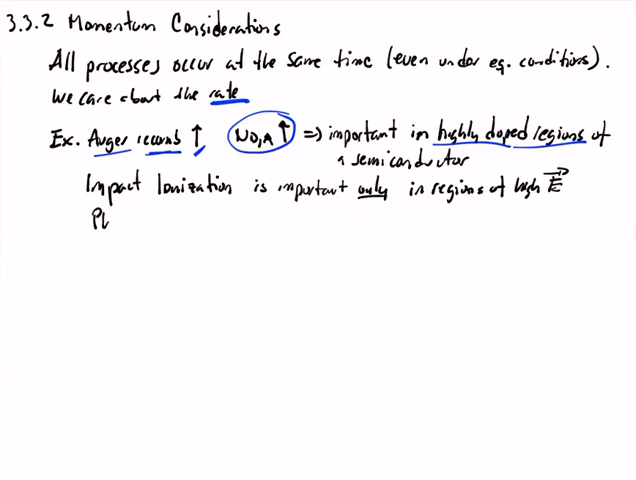 3.3.2 Momentum Considerations
All processes occur at the same time (even under eq. conditions).
We care about the rate
Ex. Auger recomb ↑ ND,A ↑ ⇒ important in highly doped regions of
a semiconductor
Impact Ionization is important only in regions of high E
Pl